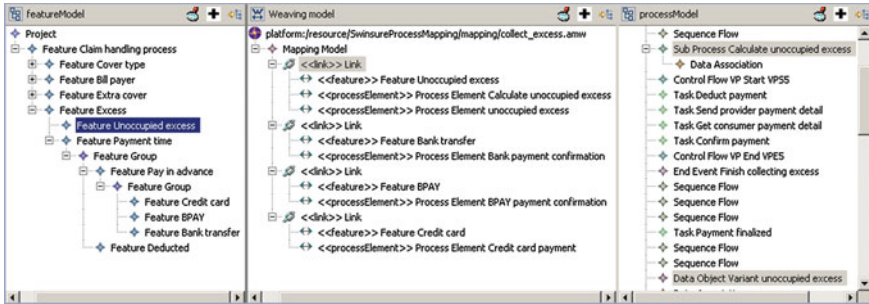 featureModel
Project
Feature Claim handling process
Feature Cover type
Feature Bill payer
Feature Extra cover
Feature Excess
Feature Unoccupied excess
Feature Payment time
Feature Group
Feature Pay in advance
Feature Group
Feature Credit card
Feature BPAY
Feature Bank transfer
Feature Deducted
Weaving model
platform:/resource/SwinsureProcessMapping/mapping/collect_excess.amw
Mapping Model
<<link>> Link
<<feature>> Feature Unoccupied excess
<<processElement>> Process Element Calculate unoccupied excess
<<processElement>> Process Element unoccupied excess
<<link>> Link
<<feature>> Feature Bank transfer
<<processElement>> Process Element Bank payment confirmation
<<link>> Link
<<feature>> Feature BPAY
<<processElement>> Process Element BPAY payment confirmation
<<link>> Link
<<feature>> Feature Credit card
<<processElement>> Process Element Credit card payment
processModel
Sequence Flow
Sub Process Calculate unoccupied excess
Data Association
Control Flow VP Start VPS5
Task Deduct payment
Task Send provider payment detail
Task Get consumer payment detail
Task Confirm payment
Control Flow VP End VPE5
End Event Finish collecting excess
Sequence Flow
Sequence Flow
Sequence Flow
Task Payment finalized
Sequence Flow
Sequence Flow
Data Object Variant unoccupied excess